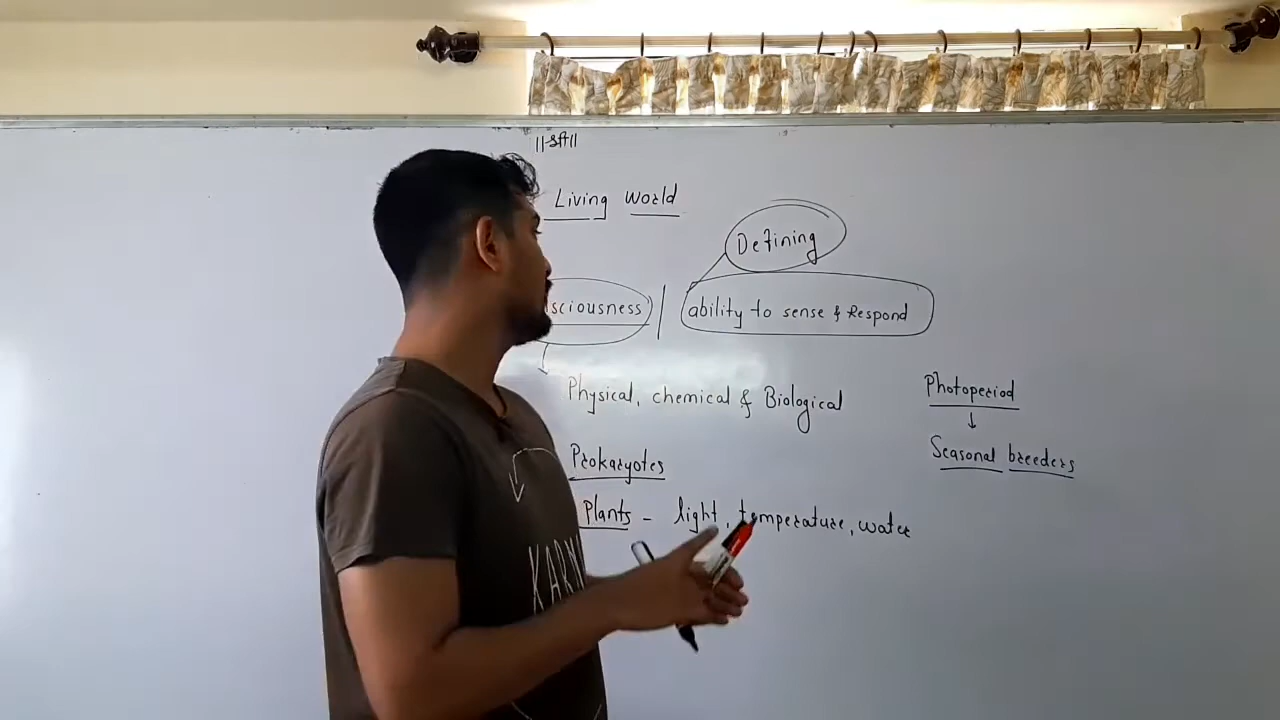 ||श्री||
Living World
Defining
sciousness | ability to sense & Respond
Physical, chemical & Biological
Photoperiod
↓
Seasonal breeders
Prokaryotes
Plants - light, temperature, water
KARM